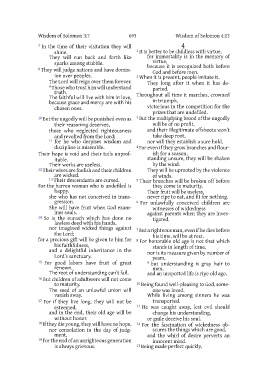 Wisdom of Solomon 3:7 693 Wisdom of Solomon 4:13
7 In the time of their visitation they will
shine.
They will run back and forth like
sparks among stubble.
8 They will judge nations and have domin-
ion over peoples.
The Lord will reign over them forever.
9 Those who trust him will understand
truth.
The faithful will live with him in love,
because grace and mercy are with his
chosen ones.
10 But the ungodly will be punished even as
their reasoning deserves,
those who neglected righteousness
and revolted from the Lord;
11 for he who despises wisdom and
discipline is miserable.
Their hope is void and their toils unprof-
itable.
Their works are useless.
12 Their wives are foolish and their children
are wicked.
13 Their descendants are cursed.
For the barren woman who is undefiled is
happy,
she who has not conceived in trans-
gression.
She will have fruit when God exam-
ines souls.
14 So is the eunuch which has done no
lawless deed with his hands,
nor imagined wicked things against
the Lord;
for a precious gift will be given to him for
his faithfulness,
and a delightful inheritance in the
Lord’s sanctuary.
15 For good labors have fruit of great
renown.
The root of understanding can’t fail.
16 But children of adulterers will not come
to maturity.
The seed of an unlawful union will
vanish away.
17 For if they live long, they will not be
esteemed,
and in the end, their old age will be
without honor.
18 If they die young, they will have no hope,
nor consolation in the day of judg-
ment.
19 For the end of an unrighteous generation
is always grievous.
4
1 It is better to be childless with virtue,
for immortality is in the memory of
virtue,
because it is recognized both before
God and before men.
2 When it is present, people imitate it.
They long after it when it has de-
parted.
Throughout all time it marches, crowned
in triumph,
victorious in the competition for the
prizes that are undefiled.
3 But the multiplying brood of the ungodly
will be of no profit,
and their illegitimate offshoots won’t
take deep root,
nor will they establish a sure hold.
4 For even if they grow branches and flour-
ish for a season,
standing unsure, they will be shaken
by the wind.
They will be uprooted by the violence
of winds.
5 Their branches will be broken off before
they come to maturity.
Their fruit will be useless,
never ripe to eat, and fit for nothing.
6 For unlawfully conceived children are
witnesses of wickedness
against parents when they are inves-
tigated.
7 But a righteous man, even if he dies before
his time, will be at rest.
8 For honorable old age is not that which
stands in length of time,
nor is its measure given by number of
years,
9 but understanding is gray hair to
men,
and an unspotted life is ripe old age.
10 Being found well-pleasing to God, some-
one was loved.
While living among sinners he was
transported.
11 He was caught away, lest evil should
change his understanding,
or guile deceive his soul.
12 For the fascination of wickedness ob-
scures the things which are good,
and the whirl of desire perverts an
innocent mind.
13 Being made perfect quickly,